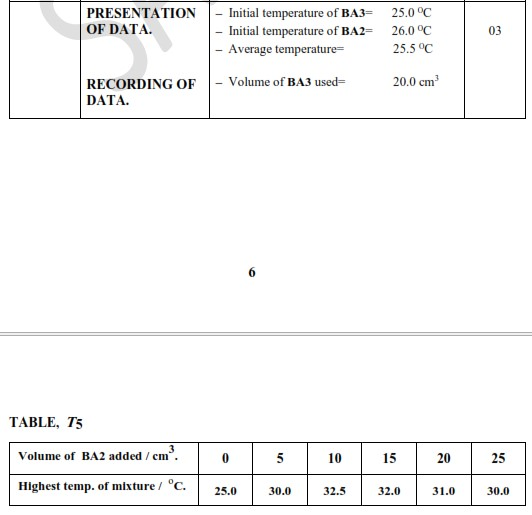 PRESENTATION OF DATA.
– Initial temperature of BA3= 25.0 ⁰C
– Initial temperature of BA2= 26.0 ⁰C
– Average temperature= 25.5 ⁰C
03
RECORDING OF DATA.
– Volume of BA3 used= 20.0 cm³
6
TABLE, T5
Volume of BA2 added / cm³. 0 5 10 15 20 25
Highest temp. of mixture / ⁰C. 25.0 30.0 32.5 32.0 31.0 30.0